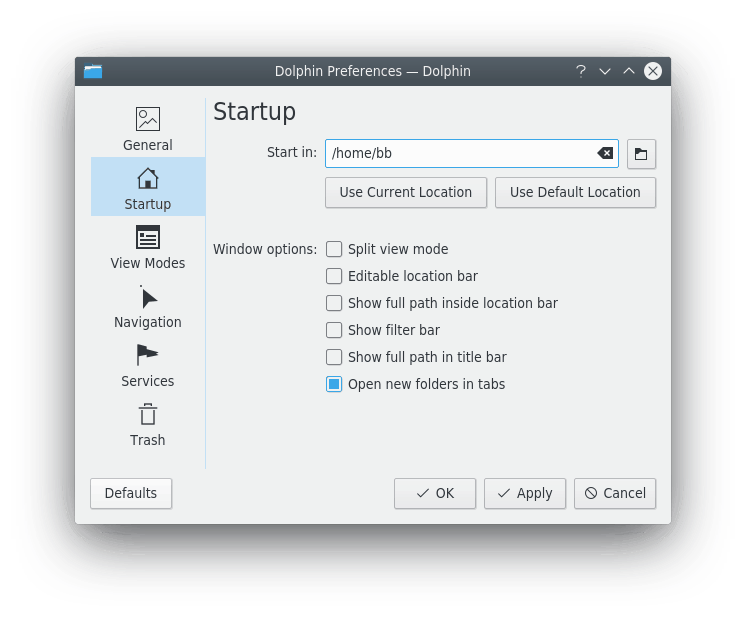 Dolphin Preferences — Dolphin
General
Startup
View Modes
Navigation
Services
Trash
Startup
Start in: /home/bb
Use Current Location Use Default Location
Window options: Split view mode
Editable location bar
Show full path inside location bar
Show filter bar
Show full path in title bar
Open new folders in tabs
Defaults OK Apply Cancel